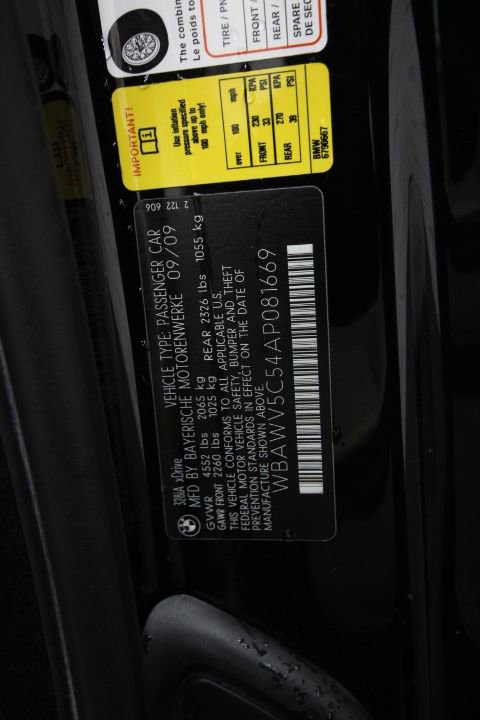 The combin
Le poids to
TIRE / PN
FRONT /
REAR /
SPARE
DE SEC
IMPORTANT!
Use inflation
pressure specified
above up to
100 mph only!
over 100 mph
KPA PSI
FRONT 230 33
KPA PSI
REAR 270 39
BMW
6790667
328iA xDrive VEHICLE TYPE: PASSENGER CAR 2 122 606
MFD BY BAYERISCHE MOTORENWERKE 09/09
GVWR 4552 lbs 2065 kg
GAWR FRONT 2260 lbs 1025 kg REAR 2326 lbs 1055 kg
THIS VEHICLE CONFORMS TO ALL APPLICABLE U.S.
FEDERAL MOTOR VEHICLE SAFETY, BUMPER AND THEFT
PREVENTION STANDARDS IN EFFECT ON THE DATE OF
MANUFACTURE SHOWN ABOVE.
WBAWV5C54AP081669